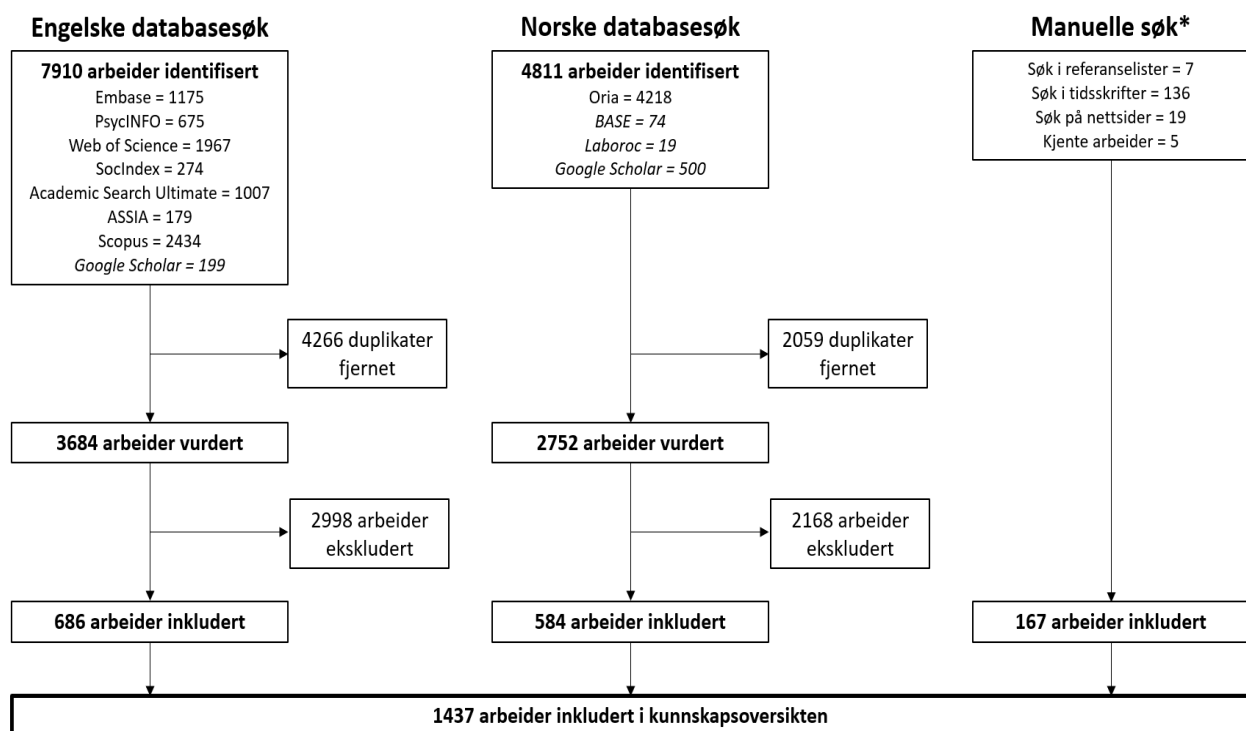 Engelske databasesøk
7910 arbeider identifisert
Embase = 1175
PsycINFO = 675
Web of Science = 1967
SocIndex = 274
Academic Search Ultimate = 1007
ASSIA = 179
Scopus = 2434
Google Scholar = 199
4266 duplikater
fjernet
3684 arbeider vurdert
2998 arbeider
ekskludert
686 arbeider inkludert
Norske databasesøk
4811 arbeider identifisert
Oria = 4218
BASE = 74
Laboroc = 19
Google Scholar = 500
2059 duplikater
fjernet
2752 arbeider vurdert
2168 arbeider
ekskludert
584 arbeider inkludert
Manuelle søk*
Søk i referanselister = 7
Søk i tidsskrifter = 136
Søk på nettsider = 19
Kjente arbeider = 5
167 arbeider inkludert
1437 arbeider inkludert i kunnskapsoversikten